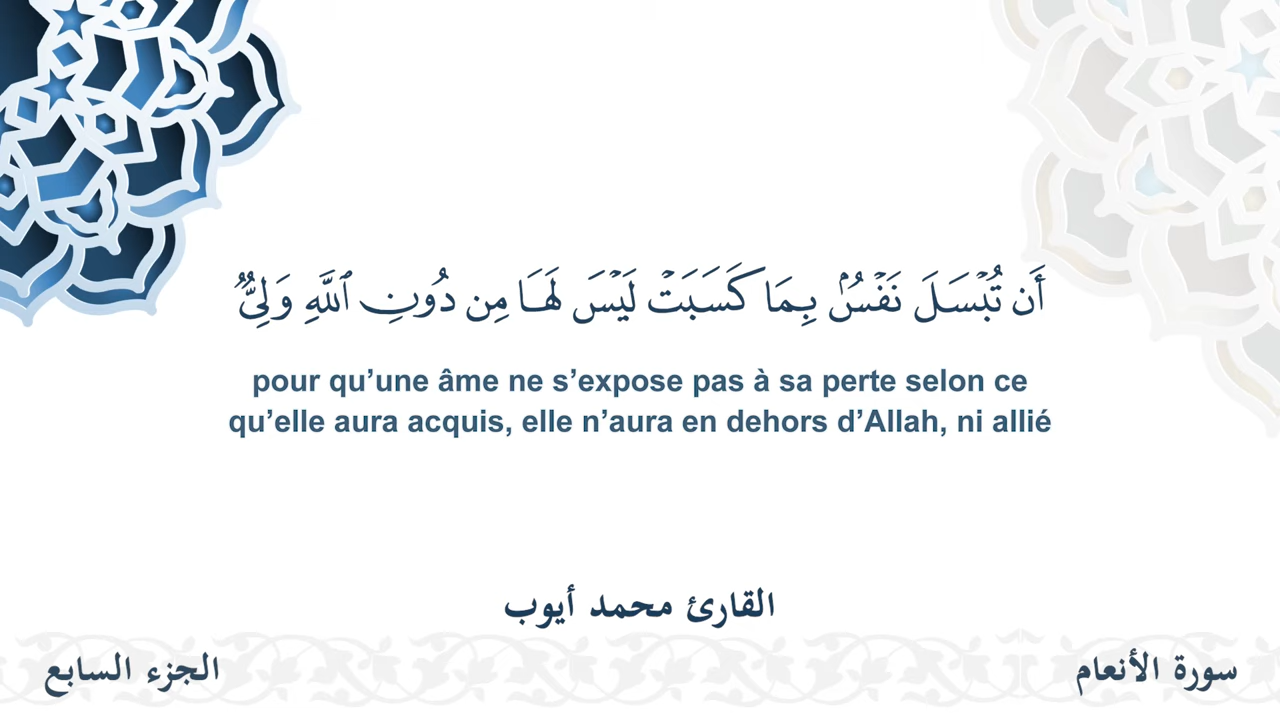 أَن تُبْسَلَ نَفْسٌۢ بِمَا كَسَبَتْ لَيْسَ لَهَا مِن دُونِ ٱللَّهِ وَلِىٌّۭ
pour qu’une âme ne s’expose pas à sa perte selon ce
qu’elle aura acquis, elle n’aura en dehors d’Allah, ni allié
القارئ محمد أيوب
سورة الأنعام
الجزء السابع